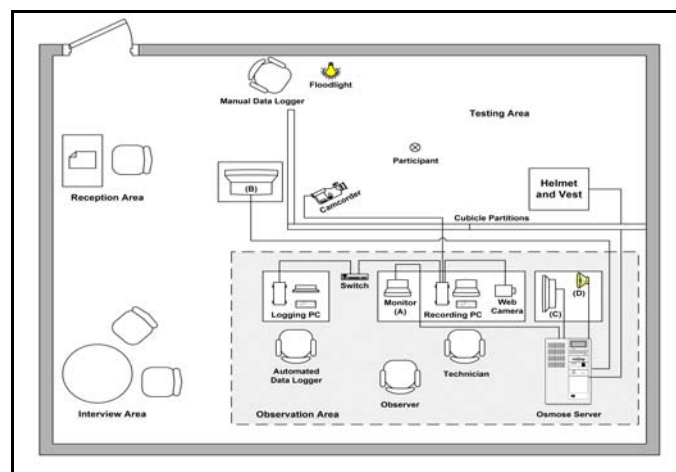 Manual Data Logger
Floodlight
Testing Area
Participant
Reception Area
(B)
Camcorder
Helmet
and Vest
Cubicle Partitions
Switch
Logging PC
Monitor
(A)
Recording PC
Web
Camera
(C)
(D)
Automated
Data Logger
Technician
Observer
Interview Area
Observation Area
Osmose Server